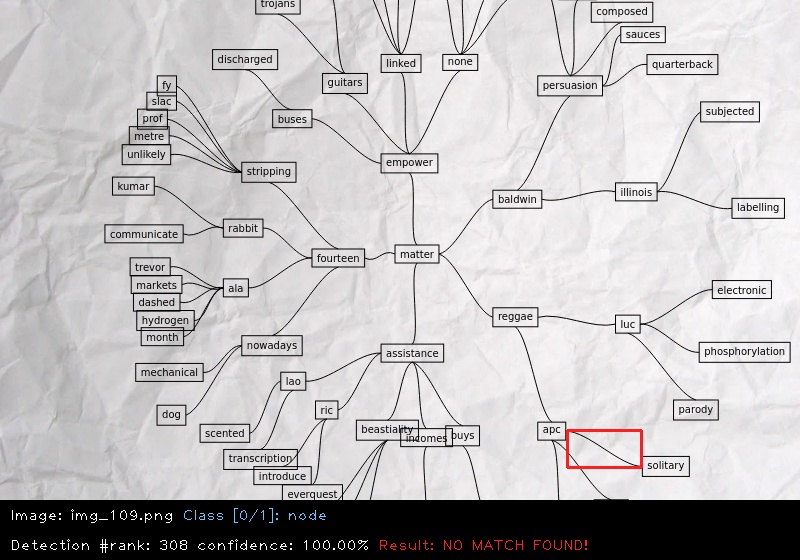 trojans
composed
sauces
discharged
linked
none
quarterback
guitars
persuasion
fy
slac
prof
buses
subjected
metre
unlikely
empower
stripping
kumar
baldwin
illinois
labelling
communicate
rabbit
matter
fourteen
trevor
markets
ala
dashed
electronic
hydrogen
reggae
luc
month
nowadays
assistance
phosphorylation
mechanical
lao
dog
ric
parody
scented
beastiality
incomes
buys
apc
transcription
solitary
introduce
everquest
Image: img_109.png Class [0/1]: node
Detection #rank: 308 confidence: 100.00% Result: NO MATCH FOUND!